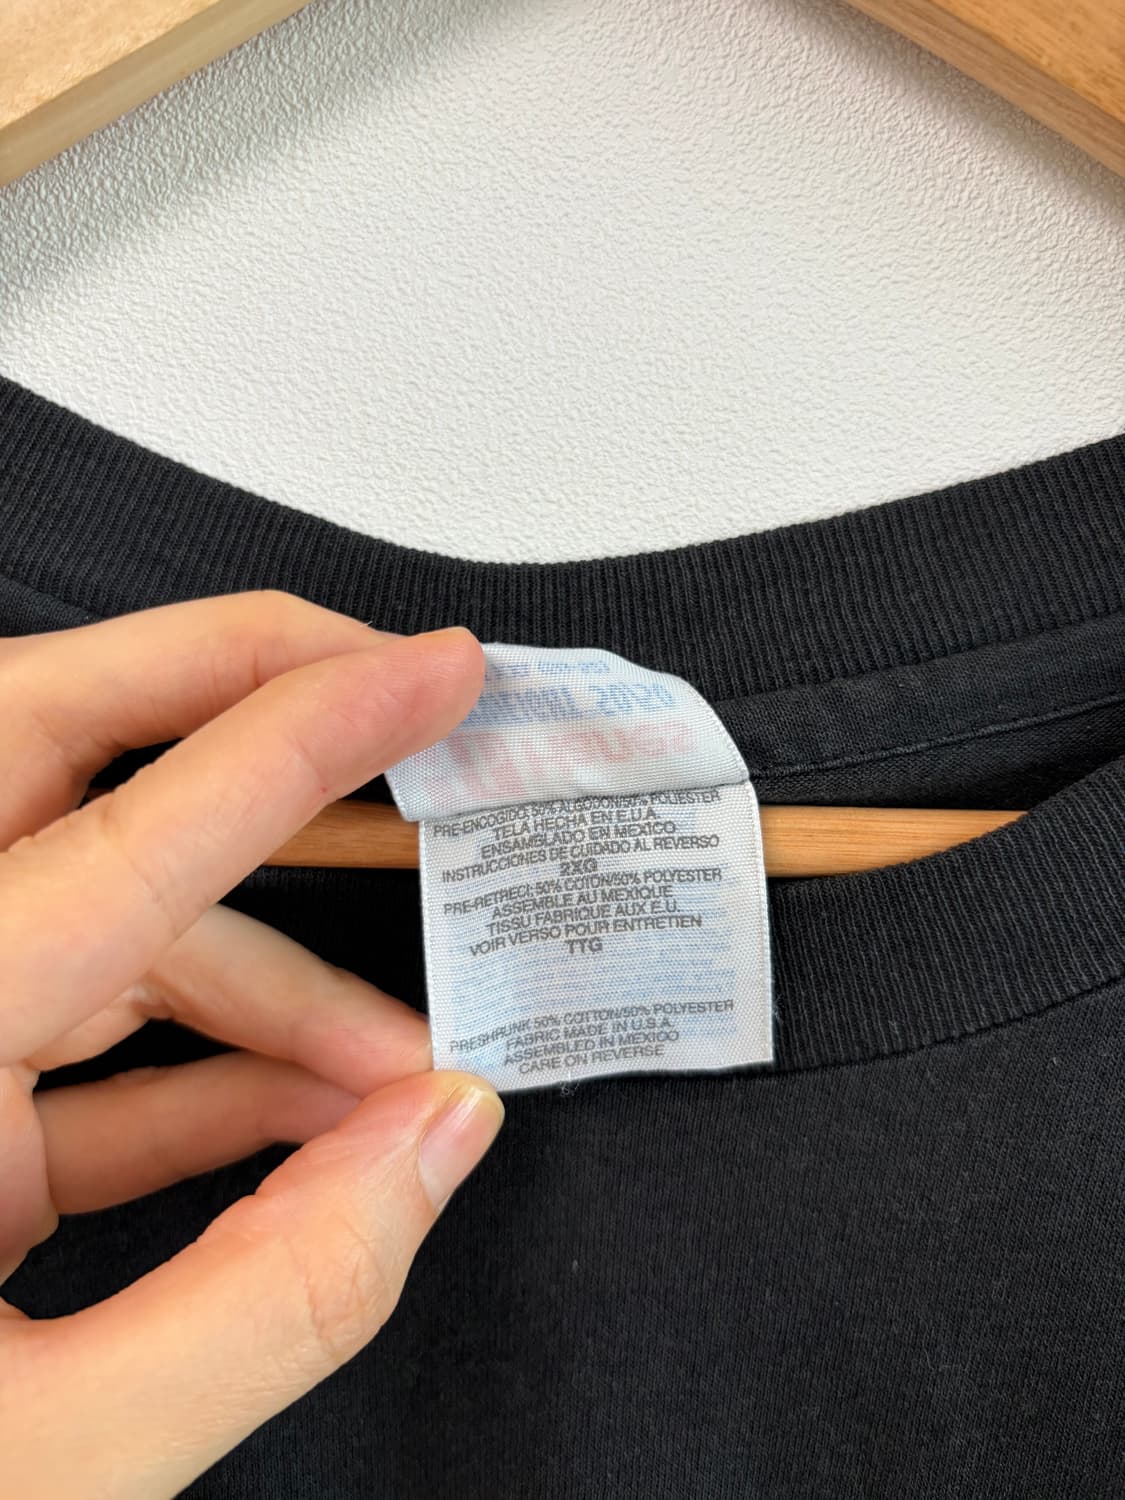 PRE-ENCOGIDO: 50% ALGODON/50% POLIESTER
TELA HECHA EN E.U.A.
ENSAMBLADO EN MEXICO
INSTRUCCIONES DE CUIDADO AL REVERSO
2XG
PRE-RETRECI: 50% COTON/50% POLYESTER
ASSEMBLE AU MEXIQUE
TISSU FABRIQUE AUX E.U.
VOIR VERSO POUR ENTRETIEN
TTG
PRESHRUNK 50% COTTON/50% POLYESTER
FABRIC MADE IN U.S.A.
ASSEMBLED IN MEXICO
CARE ON REVERSE